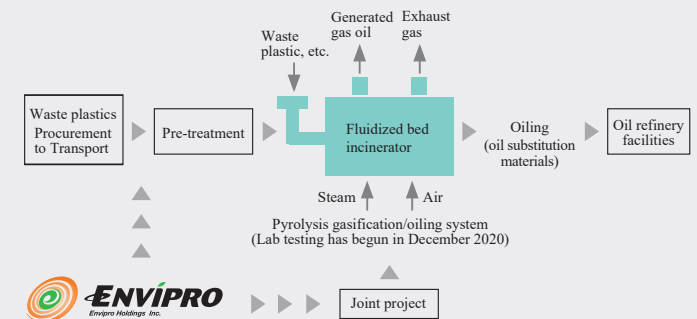 Generated
gas oil
Exhaust
gas
Waste
plastic, etc.
Waste plastics
Procurement
to Transport
Pre-treatment
Fluidized bed
incinerator
Oiling
(oil substitution
materials)
Oil refinery
facilities
Steam
Air
Pyrolysis gasification/oiling system
(Lab testing has begun in December 2020)
e
ENVIPRO
Envipro Holdings Inc.
Joint project